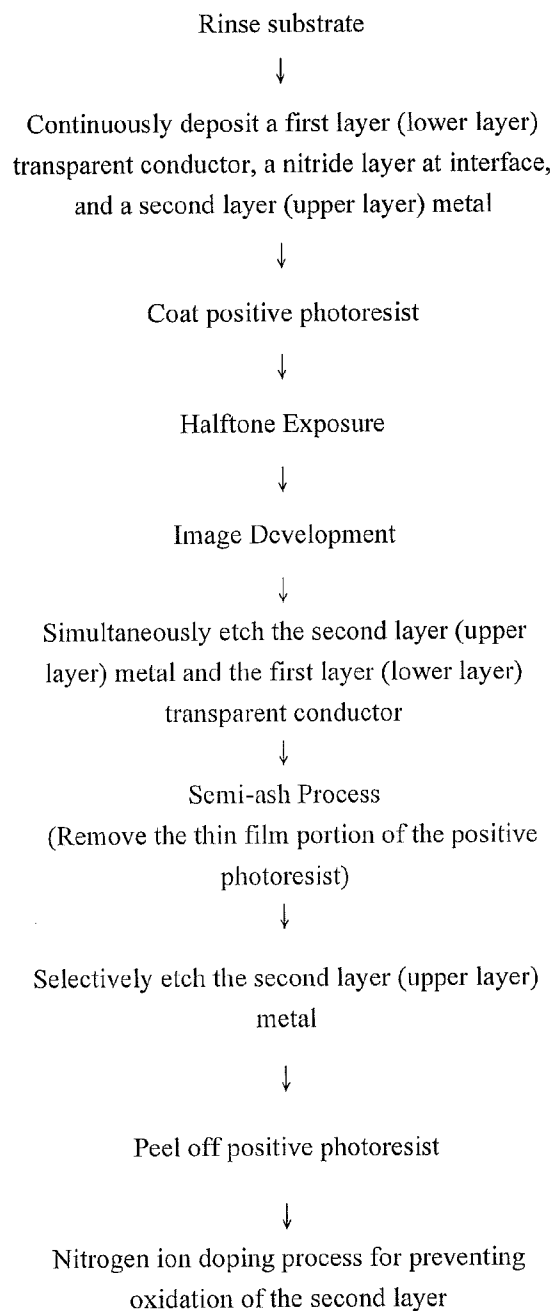 Rinse substrate
↓
Continuously deposit a first layer (lower layer)
transparent conductor, a nitride layer at interface,
and a second layer (upper layer) metal
↓
Coat positive photoresist
↓
Halftone Exposure
↓
Image Development
↓
Simultaneously etch the second layer (upper
layer) metal and the first layer (lower layer)
transparent conductor
↓
Semi-ash Process
(Remove the thin film portion of the positive
photoresist)
↓
Selectively etch the second layer (upper layer)
metal
↓
Peel off positive photoresist
↓
Nitrogen ion doping process for preventing
oxidation of the second layer